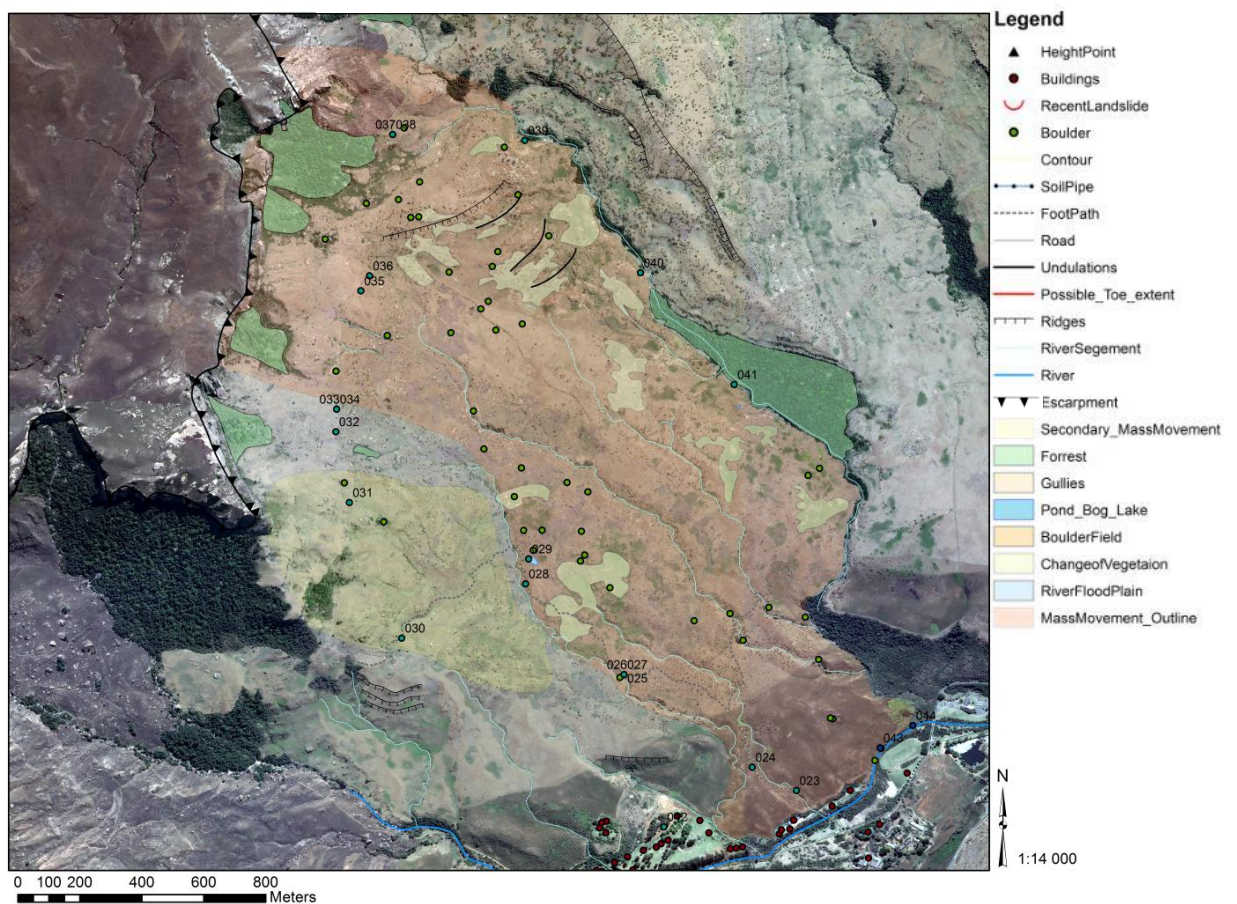 Legend
HeightPoint
Buildings
RecentLandslide
Boulder
Contour
SoilPipe
FootPath
Road
Undulations
Possible_Toe_extent
Ridges
RiverSegement
River
Escarpment
Secondary_MassMovement
Forrest
Gullies
Pond_Bog_Lake
BoulderField
ChangeofVegetaion
RiverFloodPlain
MassMovement_Outline
037038
039
036
035
040
041
033034
032
031
029
028
030
026027
025
024
023
043
044
N
1:14 000
0 100 200 400 600 800
Meters